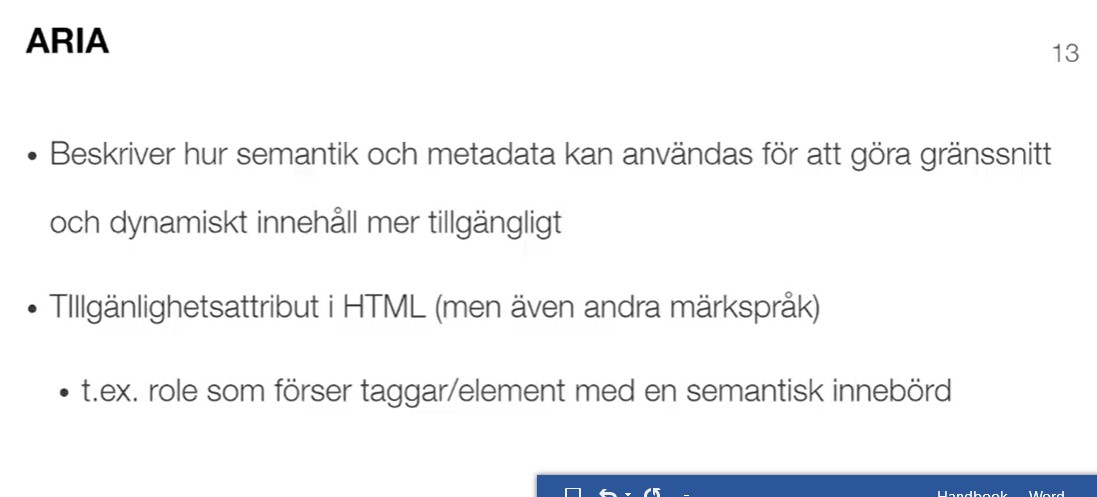 ARIA
13
• Beskriver hur semantik och metadata kan användas för att göra gränssnitt
och dynamiskt innehåll mer tillgängligt
• TIllgänlighetsattribut i HTML (men även andra märkspråk)
• t.ex. role som förser taggar/element med en semantisk innebörd
Handbook Word